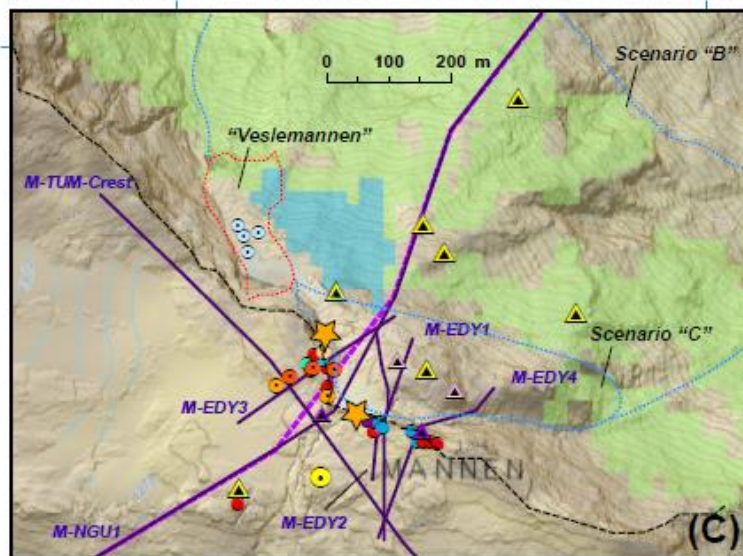 Scenario "B"
0 100 200 m
"Veslemannen"
M-TUM-Crest
M-EDY1
Scenario "C"
M-EDY4
M-EDY3
MANNEN
M-EDY2
M-NGU1
(C)